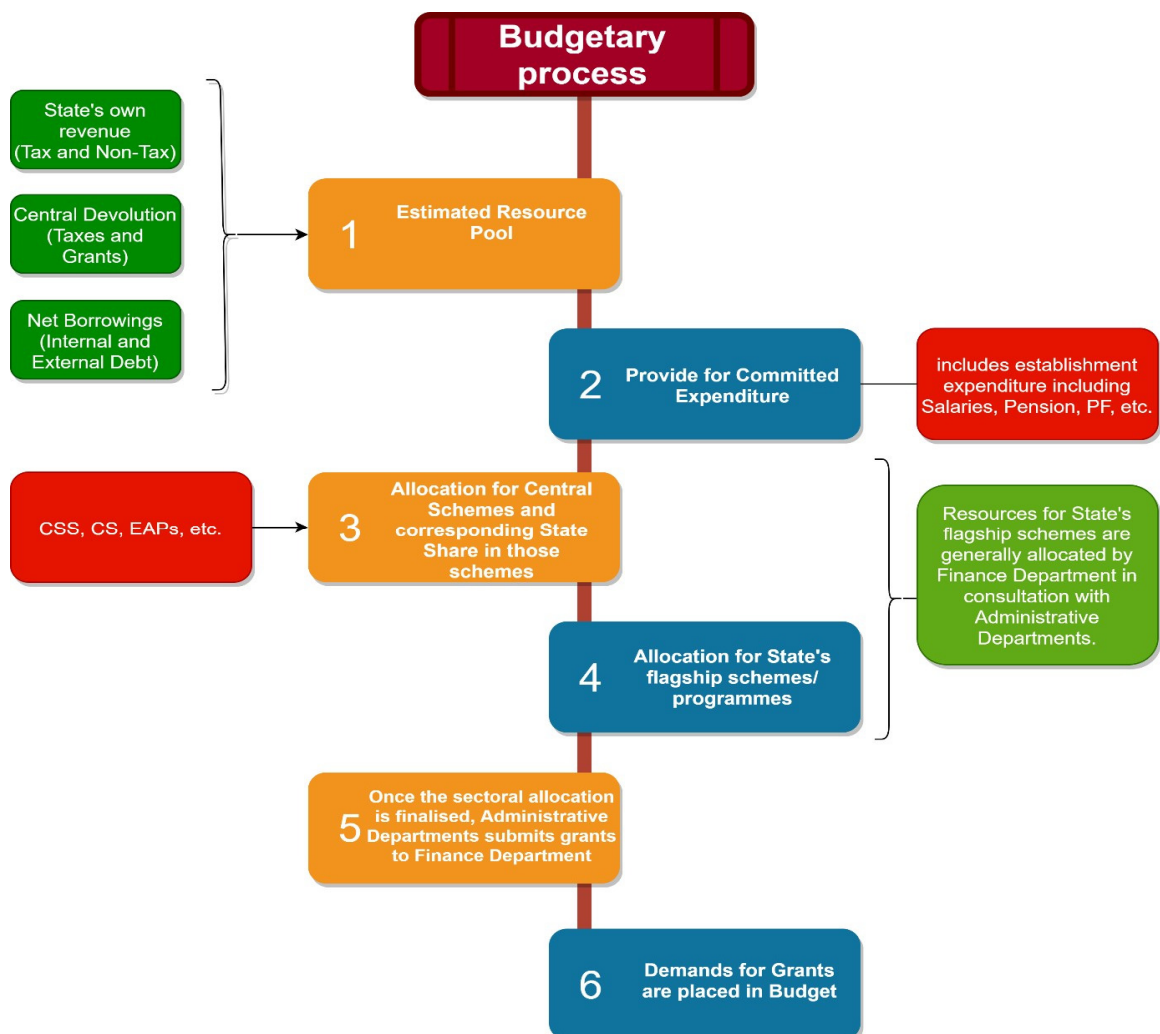 Budgetary
process
State's own
revenue
(Tax and Non-Tax)
Central Devolution
(Taxes and
Grants)
Net Borrowings
(Internal and
External Debt)
1
Estimated Resource
Pool
2
Provide for Committed
Expenditure
includes establishment
expenditure including
Salaries, Pension, PF, etc.
CSS, CS, EAPs, etc.
3
Allocation for Central
Schemes and
corresponding State
Share in those
schemes
Resources for State's
flagship schemes are
generally allocated by
Finance Department in
consultation with
Administrative
Departments.
4
Allocation for State's
flagship schemes/
programmes
5
Once the sectoral allocation
is finalised, Administrative
Departments submits grants
to Finance Department
6
Demands for Grants
are placed in Budget